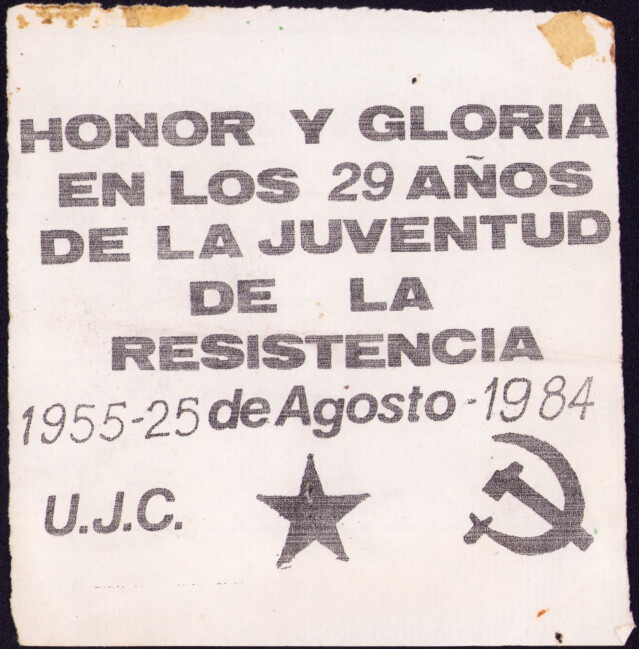 HONOR Y GLORIA
EN LOS 29 AÑOS
DE LA JUVENTUD
DE LA
RESISTENCIA
1955-25 de Agosto-1984
U.J.C.